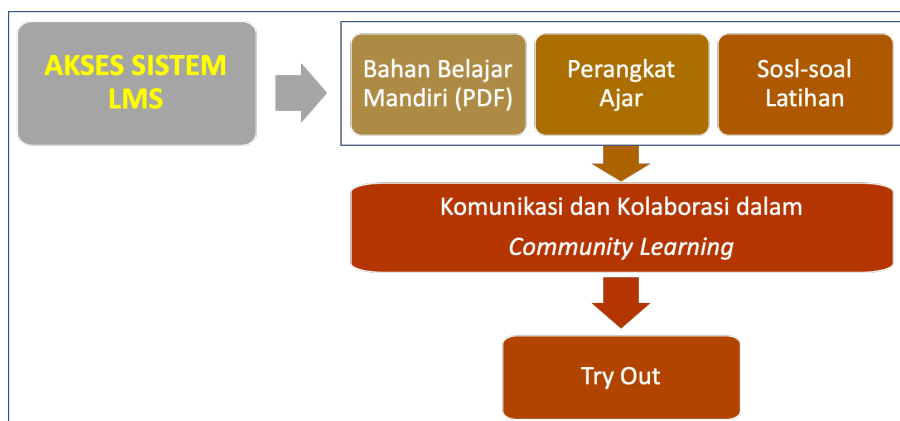 AKSES SISTEM
LMS
Bahan Belajar
Mandiri (PDF)
Perangkat
Ajar
Sosl-soal
Latihan
Komunikasi dan Kolaborasi dalam
Community Learning
Try Out